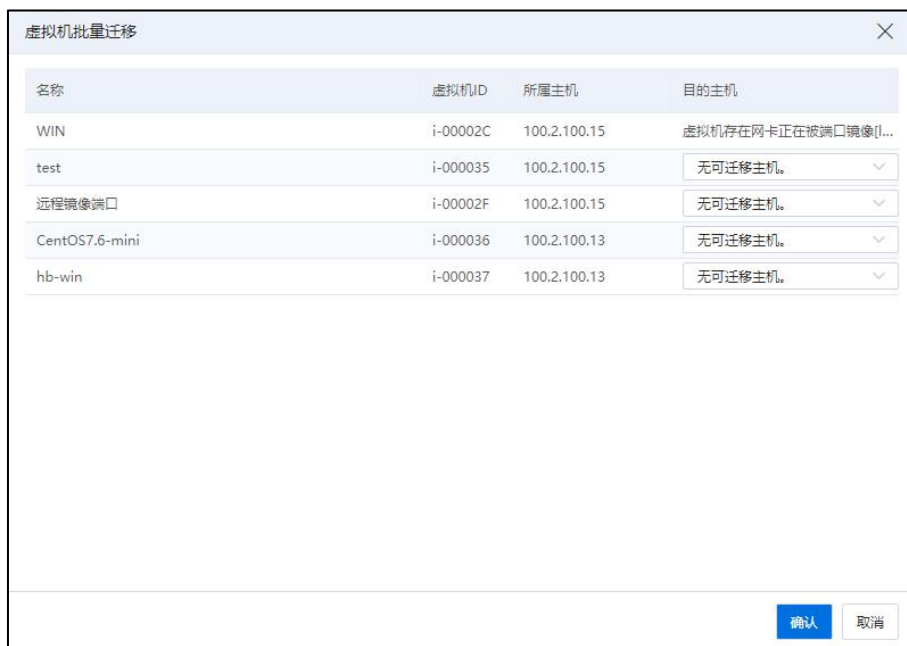 虚拟机批量迁移
名称 虚拟机ID 所属主机 目的主机
WIN i-00002C 100.2.100.15 虚拟机存在网卡正在被端口镜像[I...
test i-000035 100.2.100.15 无可迁移主机。
远程镜像端口 i-00002F 100.2.100.15 无可迁移主机。
CentOS7.6-mini i-000036 100.2.100.13 无可迁移主机。
hb-win i-000037 100.2.100.13 无可迁移主机。
确认 取消